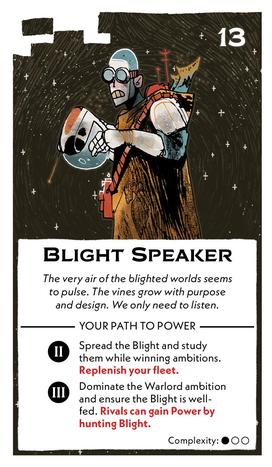 13
BLIGHT SPEAKER
The very air of the blighted worlds seems
to pulse. The vines grow with purpose
and design. We only need to listen.
YOUR PATH TO POWER
II Spread the Blight and study
them while winning ambitions.
Replenish your fleet.
III Dominate the Warlord ambition
and ensure the Blight is well-
fed. Rivals can gain Power by
hunting Blight.
Complexity: